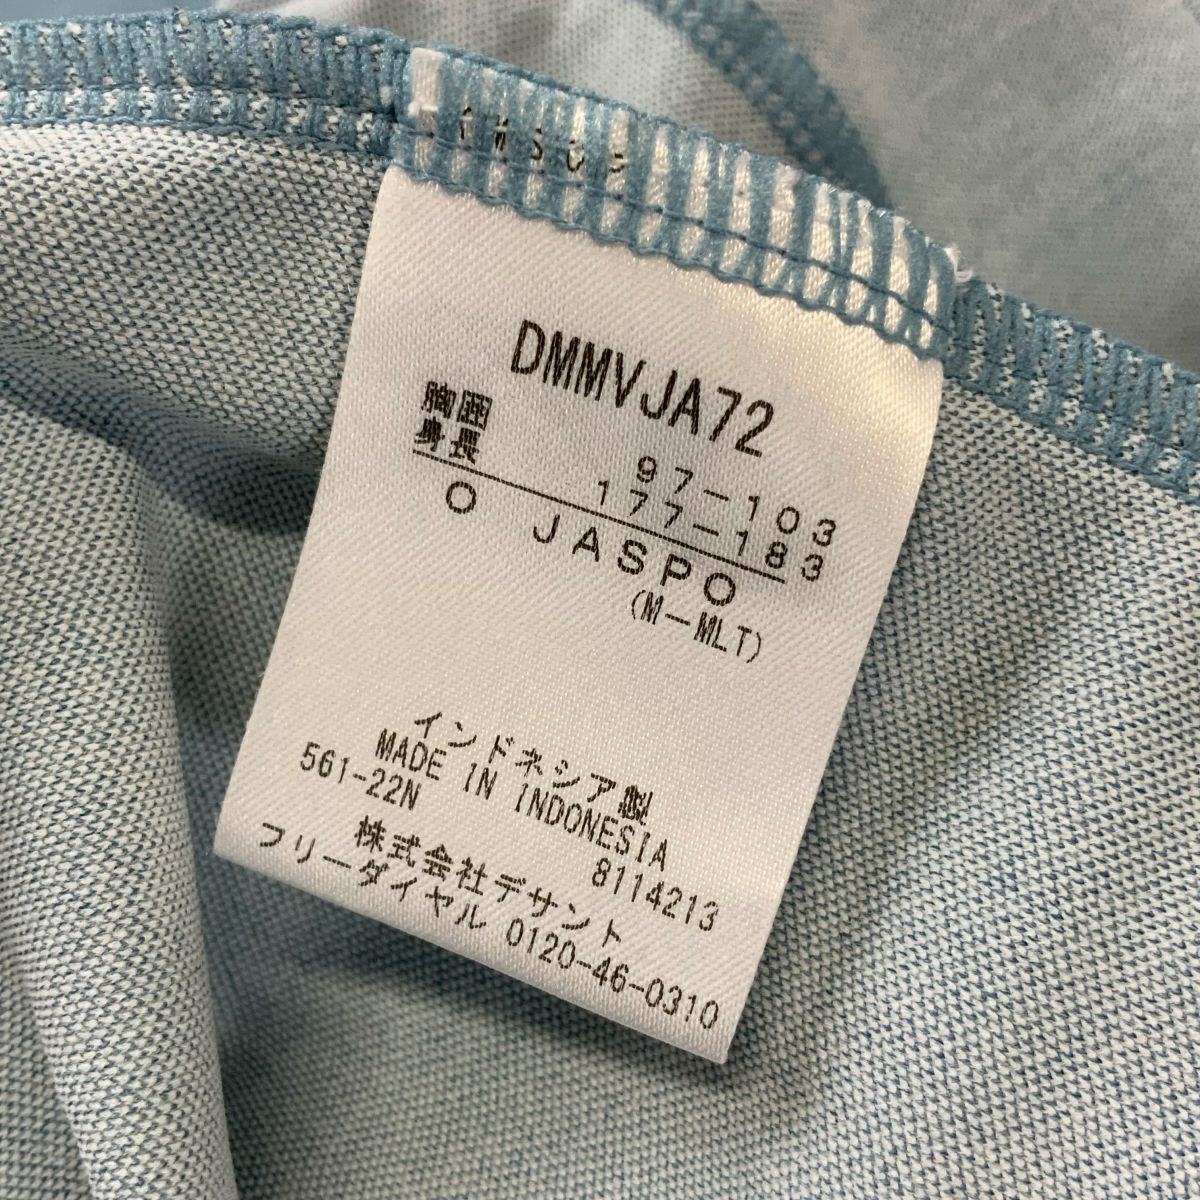 DMMVJA72
胸囲 97-103
身長 177-183
O JASPO
(M-MLT)
インドネシア製
MADE IN INDONESIA
561-22N 8114213
株式会社デサント
フリーダイヤル 0120-46-0310